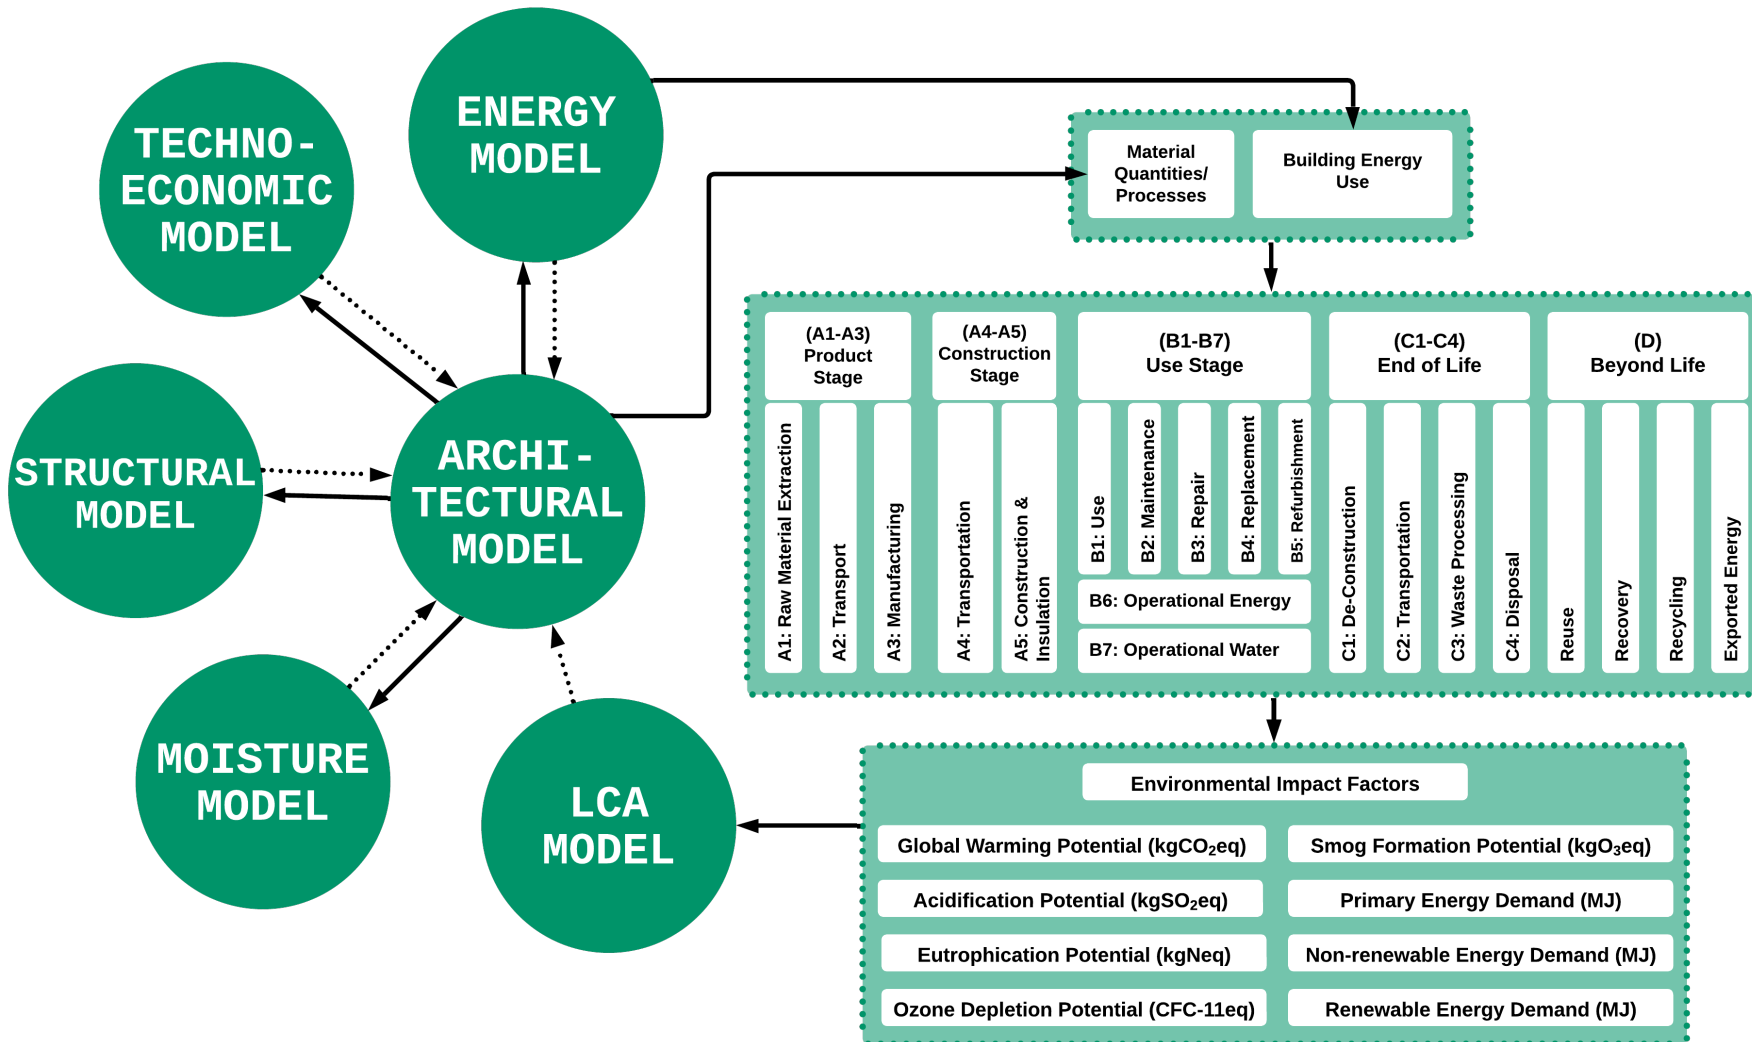 TECHNO-
ECONOMIC
MODEL
ENERGY
MODEL
STRUCTURAL
MODEL
ARCHI-
TECTURAL
MODEL
MOISTURE
MODEL
LCA
MODEL
Material
Quantities/
Processes
Building Energy
Use
(A1-A3)
Product
Stage
(A4-A5)
Construction
Stage
(B1-B7)
Use Stage
(C1-C4)
End of Life
(D)
Beyond Life
A1: Raw Material Extraction
A2: Transport
A3: Manufacturing
A4: Transportation
A5: Construction &
Insulation
B1: Use
B2: Maintenance
B3: Repair
B4: Replacement
B5: Refurbishment
B6: Operational Energy
B7: Operational Water
C1: De-Construction
C2: Transportation
C3: Waste Processing
C4: Disposal
Reuse
Recovery
Recycling
Exported Energy
Environmental Impact Factors
Global Warming Potential (kgCO₂eq)
Smog Formation Potential (kgO₃eq)
Acidification Potential (kgSO₂eq)
Primary Energy Demand (MJ)
Eutrophication Potential (kgNeq)
Non-renewable Energy Demand (MJ)
Ozone Depletion Potential (CFC-11eq)
Renewable Energy Demand (MJ)